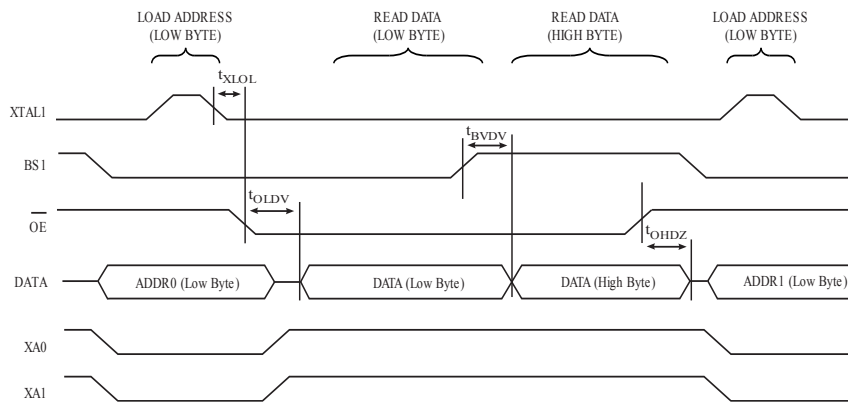 LOAD ADDRESS
(LOW BYTE)
READ DATA
(LOW BYTE)
READ DATA
(HIGH BYTE)
LOAD ADDRESS
(LOW BYTE)
tXLOL
XTAL1
tBVDV
BS1
tOLDV
OE
tOHDZ
DATA
ADDR0 (Low Byte)
DATA (Low Byte)
DATA (High Byte)
ADDR1 (Low Byte)
XA0
XA1